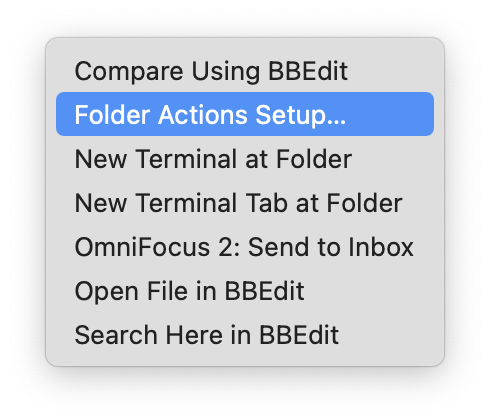 Compare Using BBEdit
Folder Actions Setup...
New Terminal at Folder
New Terminal Tab at Folder
OmniFocus 2: Send to Inbox
Open File in BBEdit
Search Here in BBEdit